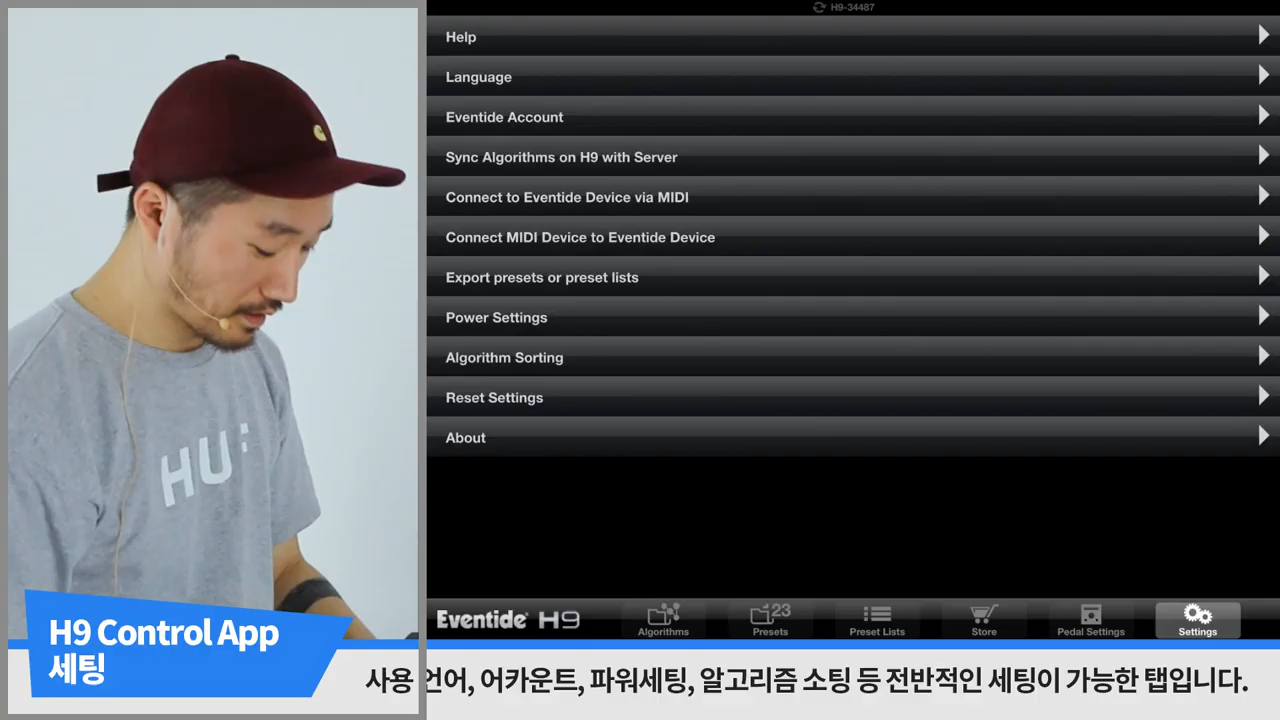 H9-34487
Help
Language
Eventide Account
Sync Algorithms on H9 with Server
Connect to Eventide Device via MIDI
Connect MIDI Device to Eventide Device
Export presets or preset lists
Power Settings
Algorithm Sorting
Reset Settings
About
Eventide H9
123
Algorithms
Presets
Preset Lists
Store
Pedal Settings
Settings
HUF
H9 Control App
세팅
사용 언어, 어카운트, 파워세팅, 알고리즘 소팅 등 전반적인 세팅이 가능한 탭입니다.